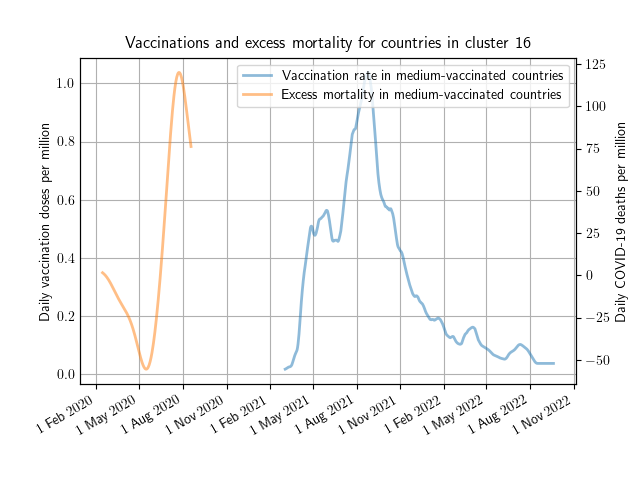 Vaccinations and excess mortality for countries in cluster 16
Vaccination rate in medium-vaccinated countries
Excess mortality in medium-vaccinated countries
Daily vaccination doses per million
1.0
0.8
0.6
0.4
0.2
0.0
125
100
75
50
25
0
−25
−50
Daily COVID-19 deaths per million
1 Feb 2020
1 May 2020
1 Aug 2020
1 Nov 2020
1 Feb 2021
1 May 2021
1 Aug 2021
1 Nov 2021
1 Feb 2022
1 May 2022
1 Aug 2022
1 Nov 2022